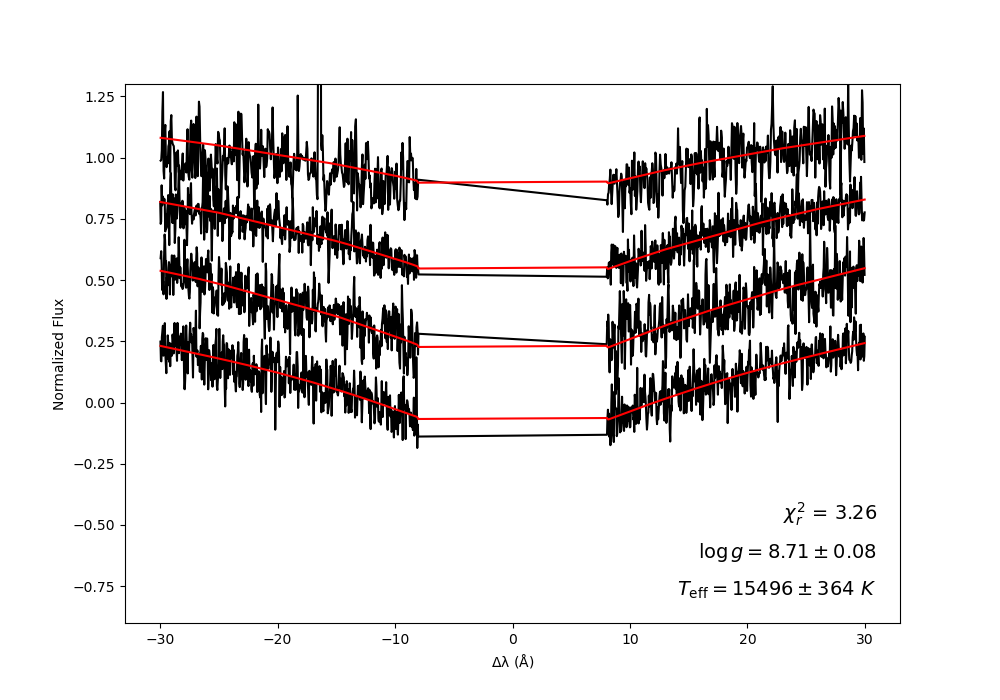 1.25
1.00
0.75
0.50
0.25
0.00
−0.25
−0.50
−0.75
Normalized Flux
χ²ᵣ = 3.26
log g = 8.71 ± 0.08
T_eff = 15496 ± 364 K
−30 −20 −10 0 10 20 30
Δλ (Å)